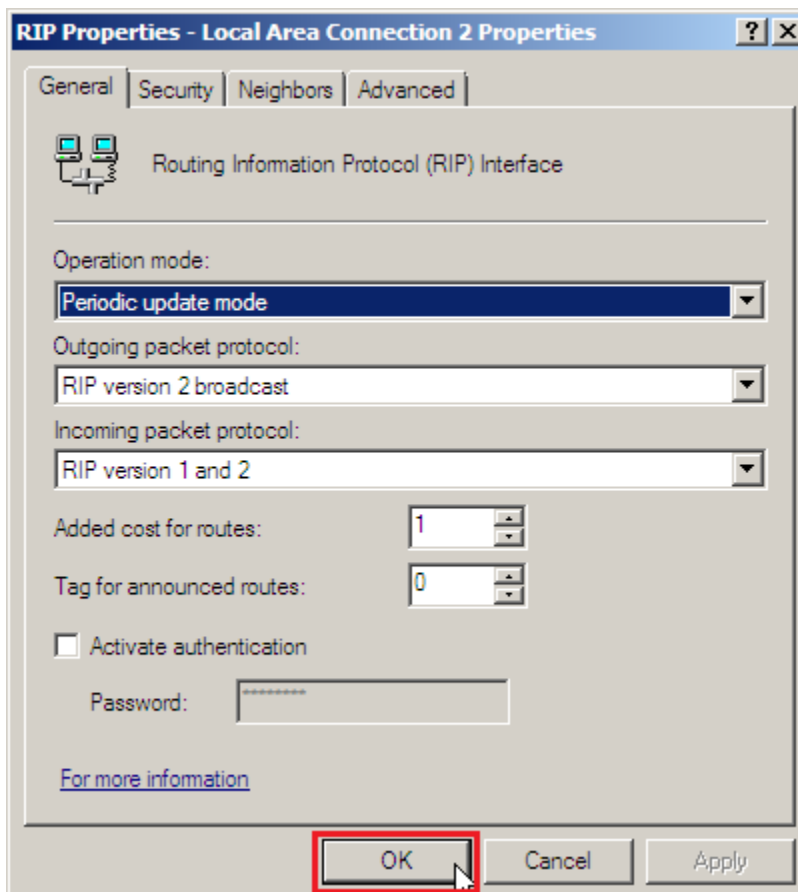 RIP Properties - Local Area Connection 2 Properties
General Security Neighbors Advanced
Routing Information Protocol (RIP) Interface
Operation mode:
Periodic update mode
Outgoing packet protocol:
RIP version 2 broadcast
Incoming packet protocol:
RIP version 1 and 2
Added cost for routes: 1
Tag for announced routes: 0
Activate authentication
Password: ********
For more information
OK Cancel Apply